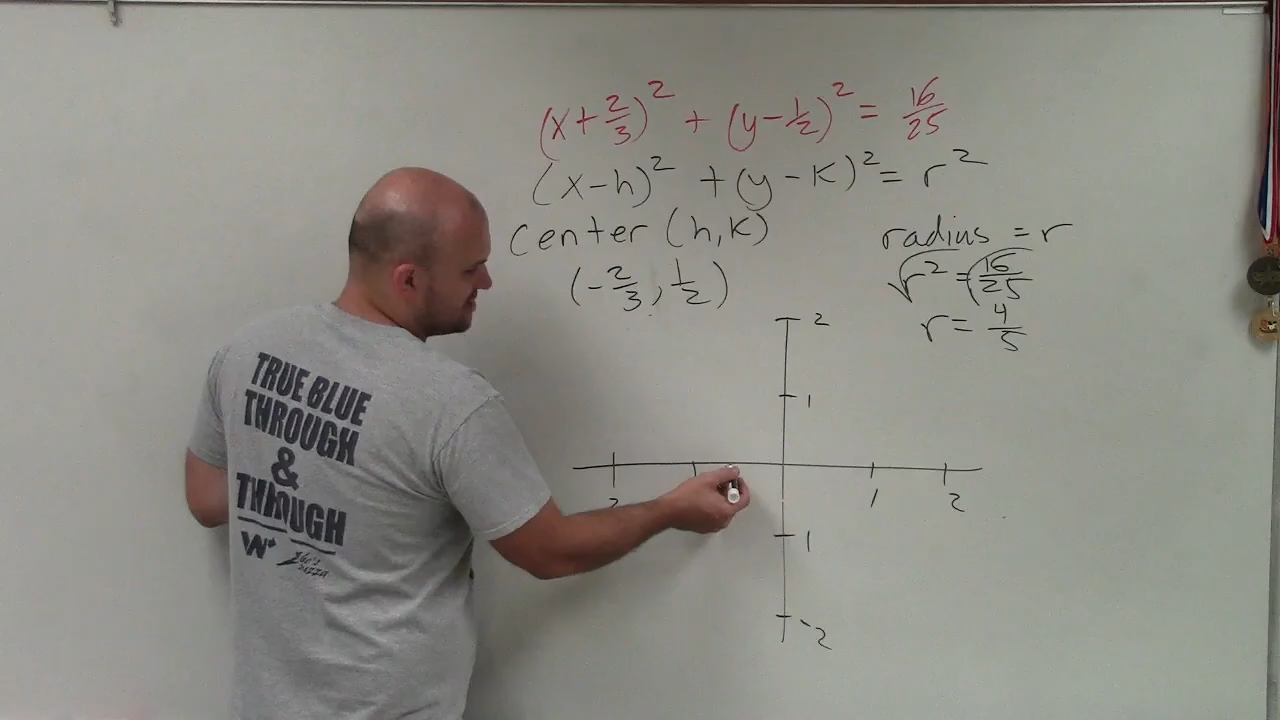 (x+2/3)² + (y-1/2)² = 16/25
(x-h)² + (y-k)² = r²
center (h,k)
radius = r
(-2/3, 1/2)
√r² = √16/25
r = 4/5
2
1
2
1
2
1
-2
TRUE BLUE
THROUGH
&
THROUGH
W+